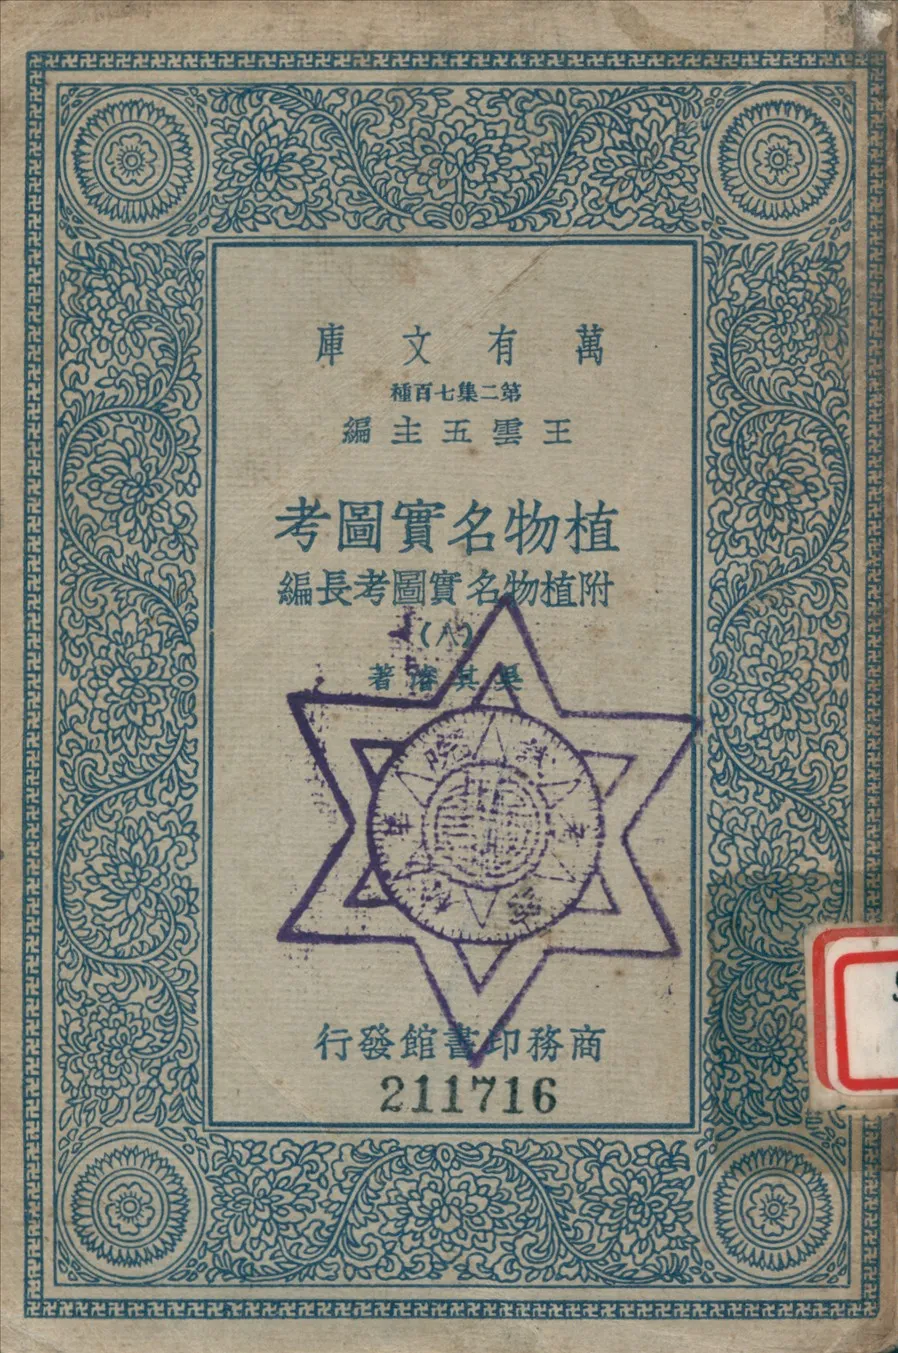 萬有文庫
第二集七百種
王雲五主編
植物名實圖考
附植物名實圖考長編
(八)
吳其濬著
商務印書館發行
211716